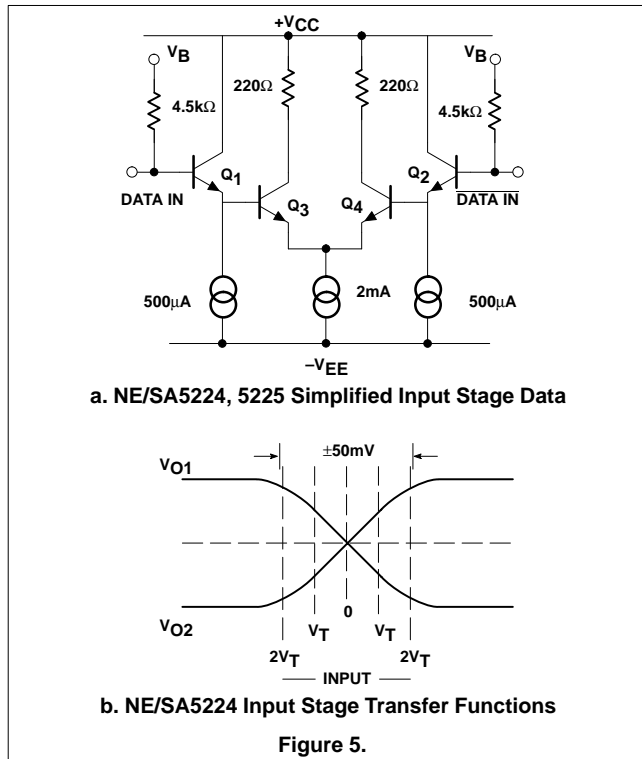 +VCC
VB VB
220Ω 220Ω
4.5kΩ 4.5kΩ
Q1 Q2
DATA IN Q3 Q4 DATA IN
500µA 2mA 500µA
–VEE
a. NE/SA5224, 5225 Simplified Input Stage Data
±50mV
VO1
VO2
0
VT VT
2VT 2VT
INPUT
b. NE/SA5224 Input Stage Transfer Functions
Figure 5.